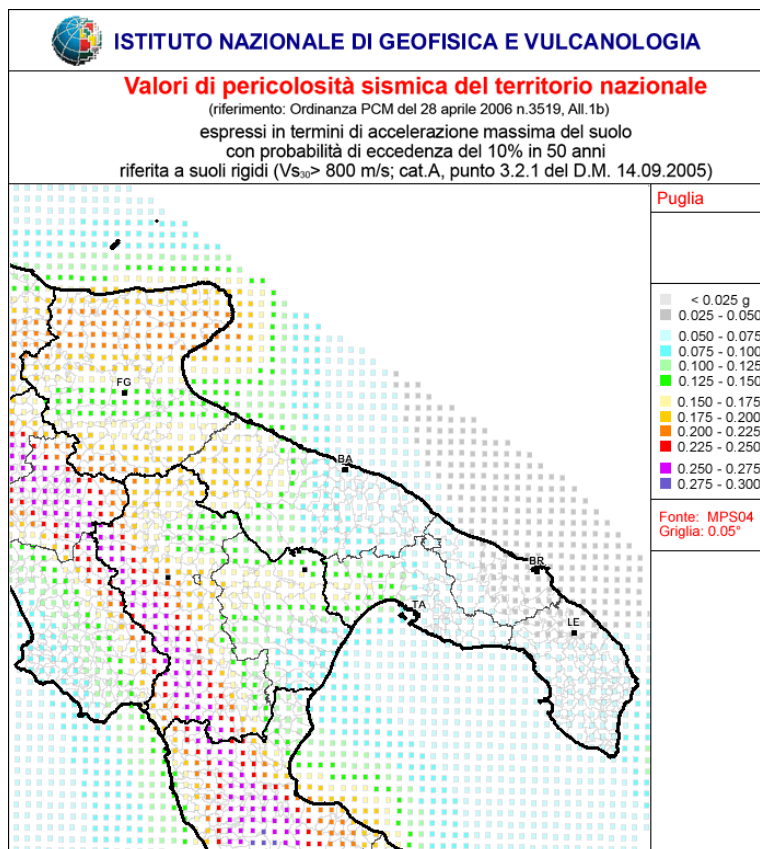 ISTITUTO NAZIONALE DI GEOFISICA E VULCANOLOGIA
Valori di pericolosità sismica del territorio nazionale
(riferimento: Ordinanza PCM del 28 aprile 2006 n.3519, All.1b)
espressi in termini di accelerazione massima del suolo
con probabilità di eccedenza del 10% in 50 anni
riferita a suoli rigidi (Vs30> 800 m/s; cat.A, punto 3.2.1 del D.M. 14.09.2005)
Puglia
< 0.025 g
0.025 - 0.050
0.050 - 0.075
0.075 - 0.100
0.100 - 0.125
0.125 - 0.150
0.150 - 0.175
0.175 - 0.200
0.200 - 0.225
0.225 - 0.250
0.250 - 0.275
0.275 - 0.300
Fonte: MPS04
Griglia: 0.05°
FG
BA
BR
TA
LE